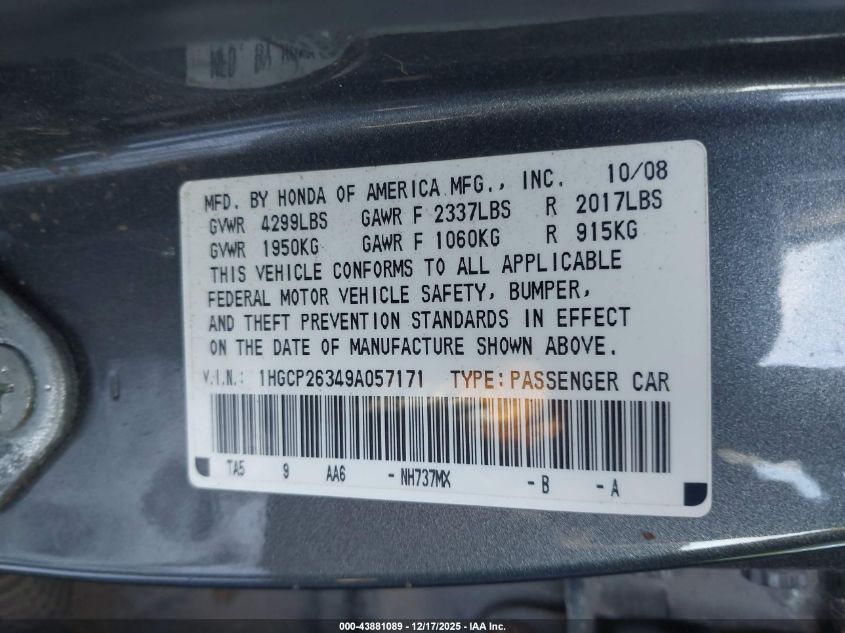 MFD. BY HONDA OF AMERICA MFG., INC. 10/08
GVWR 4299LBS GAWR F 2337LBS R 2017LBS
GVWR 1950KG GAWR F 1060KG R 915KG
THIS VEHICLE CONFORMS TO ALL APPLICABLE
FEDERAL MOTOR VEHICLE SAFETY, BUMPER,
AND THEFT PREVENTION STANDARDS IN EFFECT
ON THE DATE OF MANUFACTURE SHOWN ABOVE.
V.I.N.: 1HGCP26349A057171 TYPE:PASSENGER CAR
TA5 9 AA6 - NH737MX - B - A
000-43881089 - 12/17/2025 - IAA Inc.